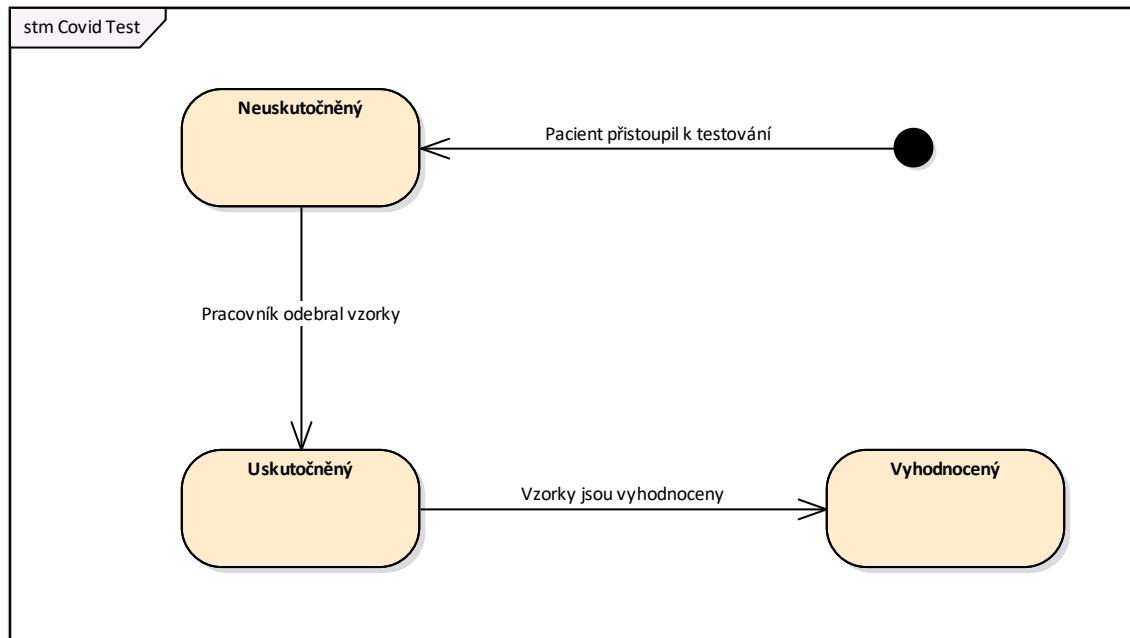 stm Covid Test
Neuskutočněný
Pacient přistoupil k testování
Pracovník odebral vzorky
Uskutočněný
Vyhodnocený
Vzorky jsou vyhodnoceny